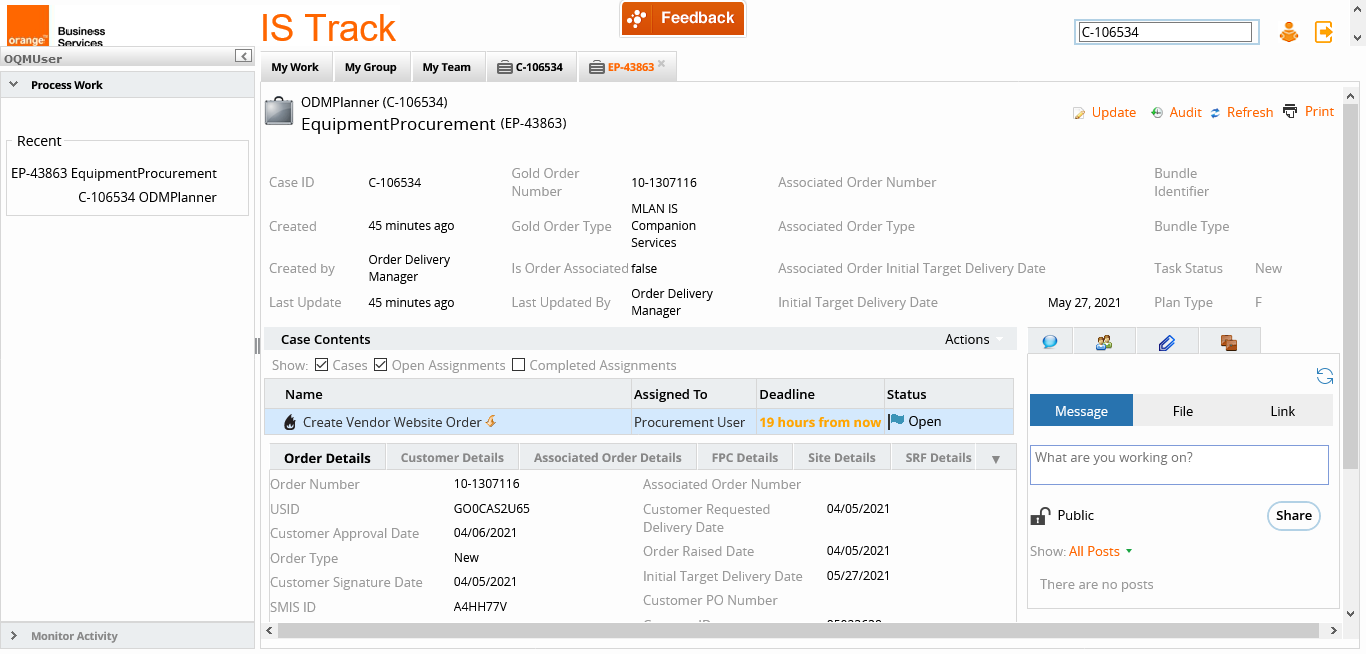 orange™
Business
Services
IS Track
Feedback
C-106534
OQMUser
Process Work
Recent
EP-43863 EquipmentProcurement
C-106534 ODMPlanner
Monitor Activity
My Work
My Group
My Team
C-106534
EP-43863
ODMPlanner (C-106534)
EquipmentProcurement (EP-43863)
Update
Audit
Refresh
Print
Case ID C-106534 Gold Order Number 10-1307116 Associated Order Number Bundle Identifier
Created 45 minutes ago Gold Order Type MLAN IS Companion Services Associated Order Type Bundle Type
Created by Order Delivery Manager Is Order Associated false Associated Order Initial Target Delivery Date Task Status New
Last Update 45 minutes ago Last Updated By Order Delivery Manager Initial Target Delivery Date May 27, 2021 Plan Type F
Case Contents Actions
Show: Cases Open Assignments Completed Assignments
Name Assigned To Deadline Status
Create Vendor Website Order Procurement User 19 hours from now Open
Order Details Customer Details Associated Order Details FPC Details Site Details SRF Details
Order Number 10-1307116
USID GO0CAS2U65
Customer Approval Date 04/06/2021
Order Type New
Customer Signature Date 04/05/2021
SMIS ID A4HH77V
Associated Order Number
Customer Requested Delivery Date 04/05/2021
Order Raised Date 04/05/2021
Initial Target Delivery Date 05/27/2021
Customer PO Number
Message File Link
What are you working on?
Public Share
Show: All Posts
There are no posts